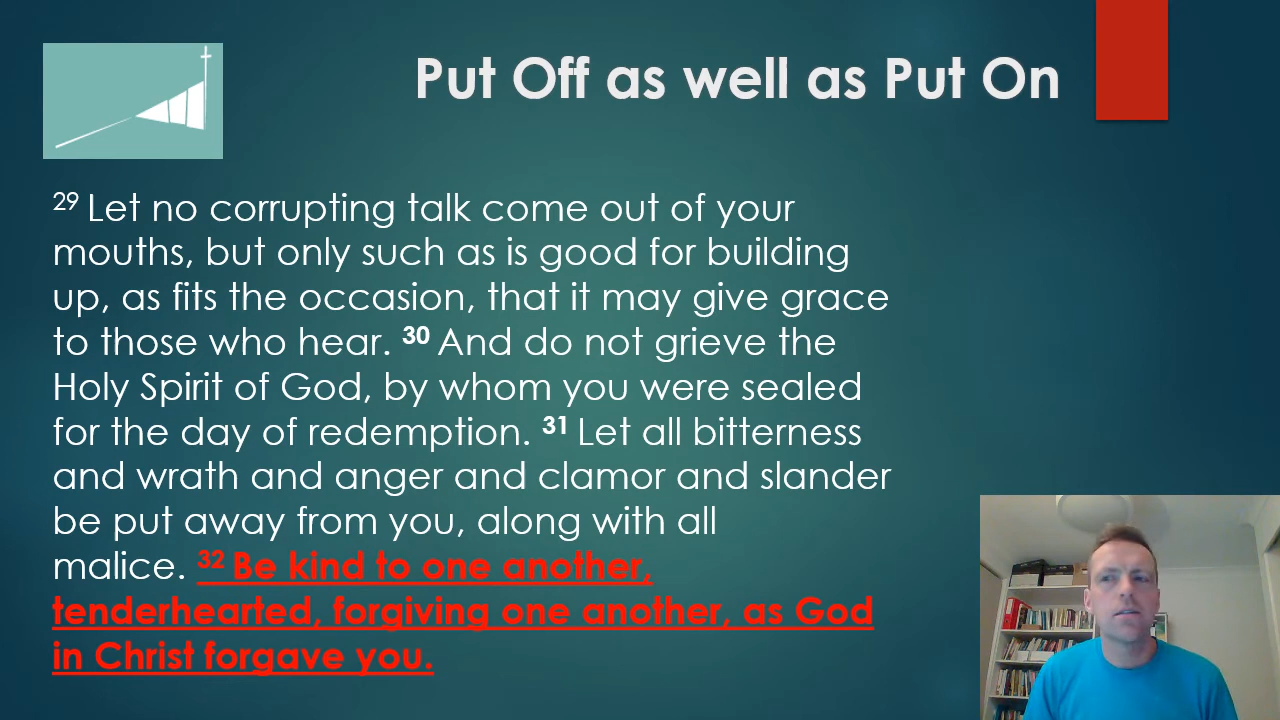 Put Off as well as Put On
29 Let no corrupting talk come out of your
mouths, but only such as is good for building
up, as fits the occasion, that it may give grace
to those who hear. 30 And do not grieve the
Holy Spirit of God, by whom you were sealed
for the day of redemption. 31 Let all bitterness
and wrath and anger and clamor and slander
be put away from you, along with all
malice. 32 Be kind to one another,
tenderhearted, forgiving one another, as God
in Christ forgave you.